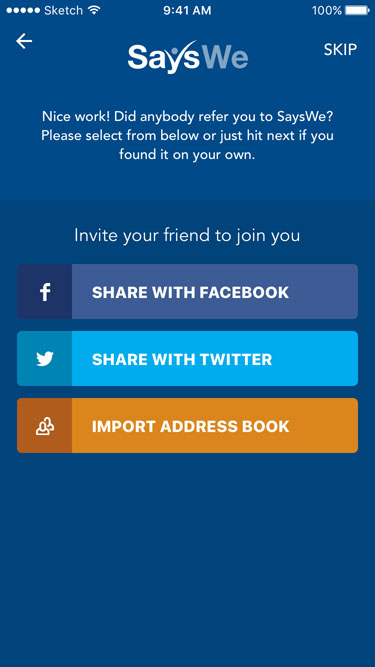 Sketch 9:41 AM 100%
SaysWe
SKIP
Nice work! Did anybody refer you to SaysWe?
Please select from below or just hit next if you
found it on your own.
Invite your friend to join you
f SHARE WITH FACEBOOK
SHARE WITH TWITTER
IMPORT ADDRESS BOOK